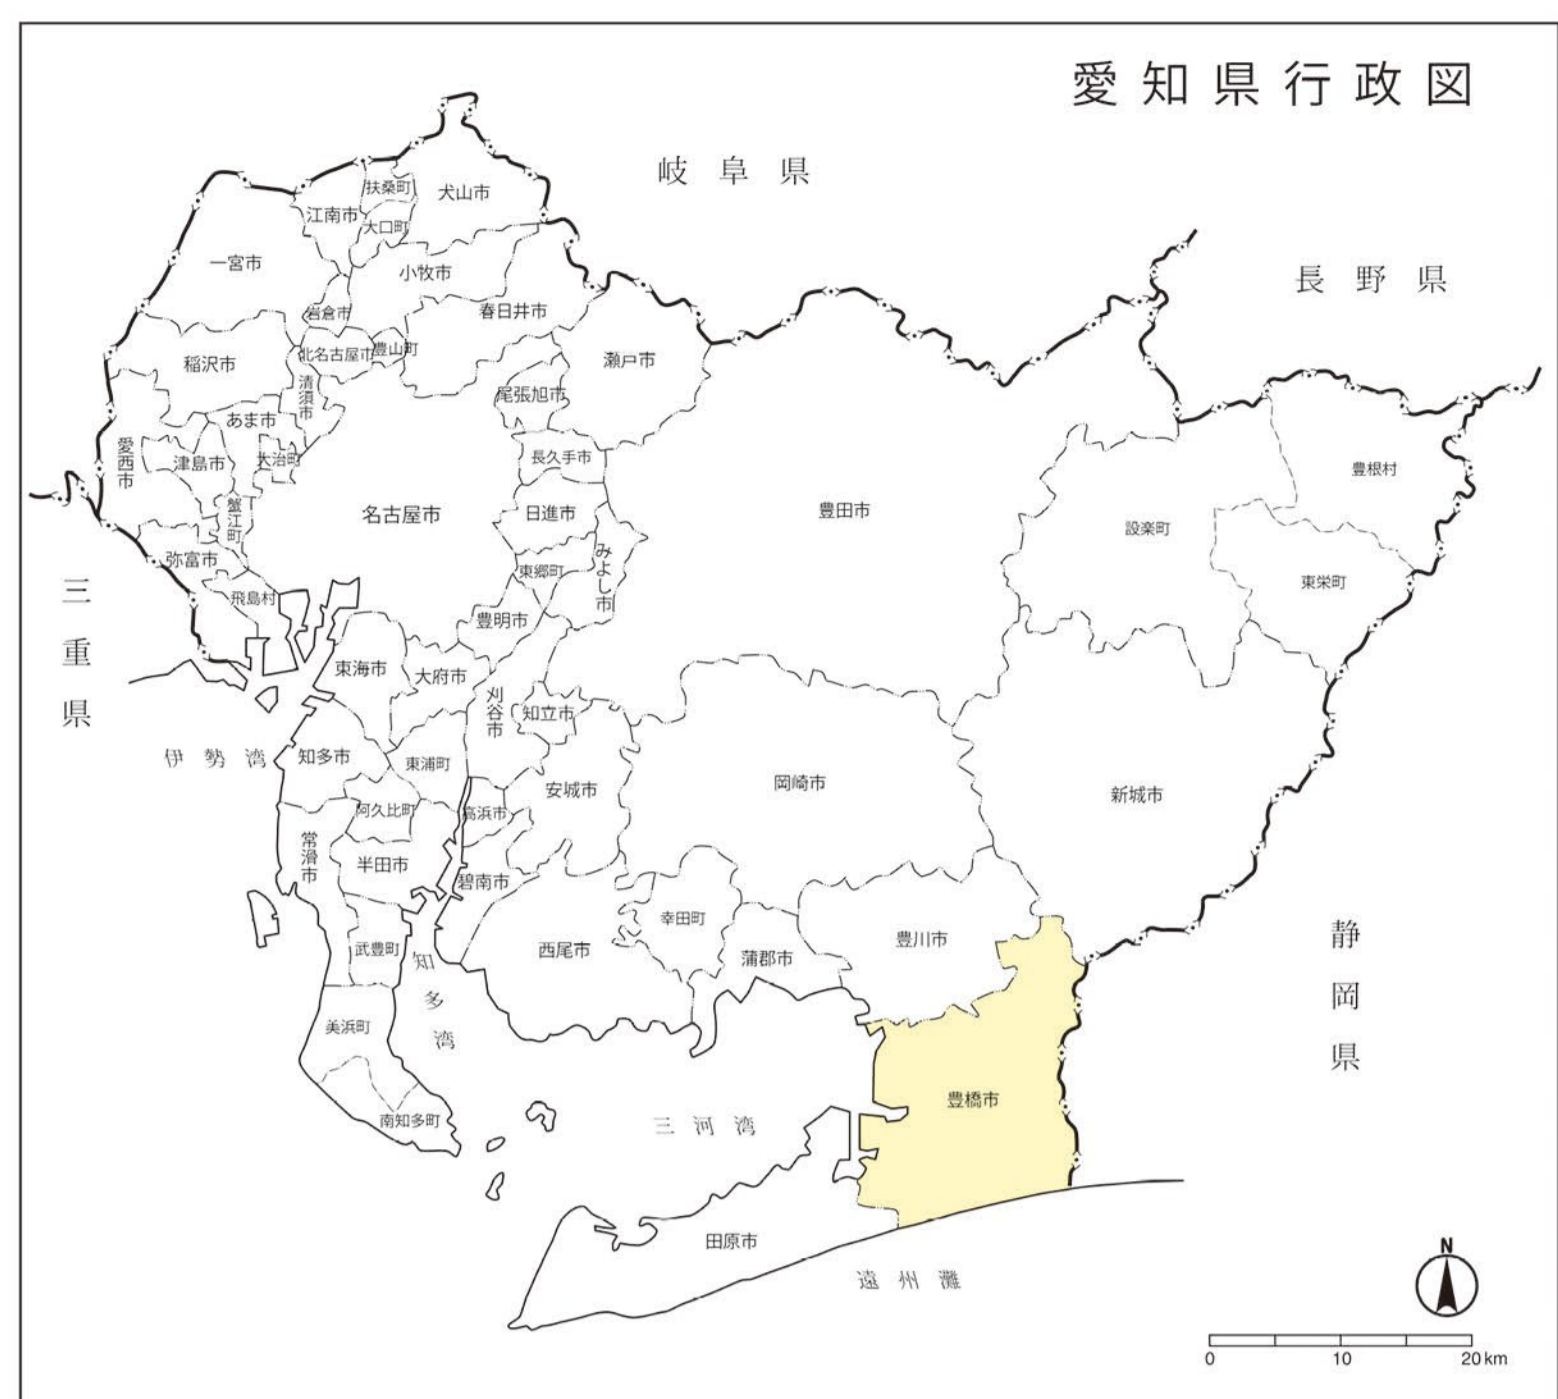 愛知県行政図
岐阜県
長野県
三重県
静岡県
伊勢湾
知多湾
三河湾
遠州灘
扶桑町
犬山市
江南市
大口町
一宮市
小牧市
岩倉市
春日井市
北名古屋市
豊山町
稲沢市
瀬戸市
清須市
尾張旭市
あま市
愛西市
津島市
大治町
長久手市
豊根村
蟹江町
名古屋市
日進市
豊田市
設楽町
弥富市
みよし市
東郷町
東栄町
飛島村
豊明市
東海市
大府市
刈谷市
知立市
知多市
東浦町
安城市
岡崎市
新城市
阿久比町
高浜市
常滑市
半田市
碧南市
武豊町
西尾市
幸田町
蒲郡市
豊川市
美浜町
南知多町
豊橋市
田原市
N
0 10 20 km